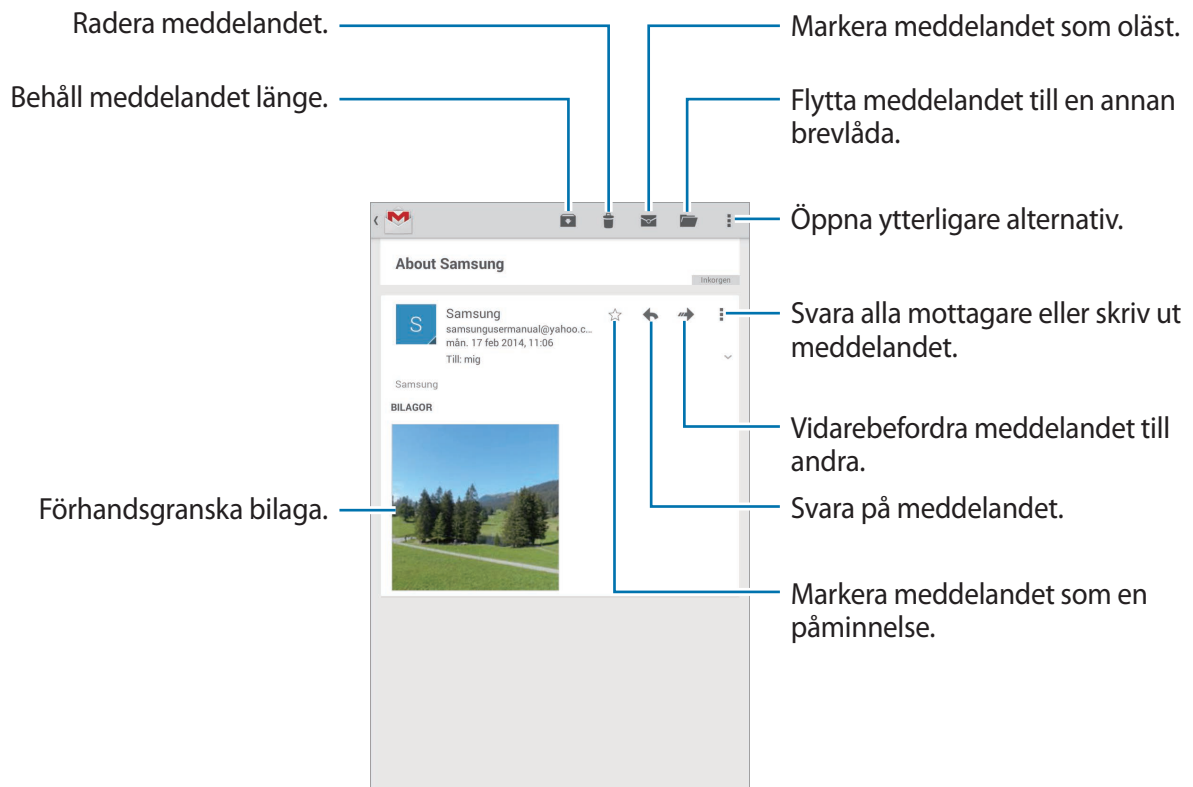 Radera meddelandet.
Behåll meddelandet länge.
Förhandsgranska bilaga.
Markera meddelandet som oläst.
Flytta meddelandet till en annan
brevlåda.
Öppna ytterligare alternativ.
Svara alla mottagare eller skriv ut
meddelandet.
Vidarebefordra meddelandet till
andra.
Svara på meddelandet.
Markera meddelandet som en
påminnelse.
About Samsung
Inkorgen
S
Samsung
samsungusermanual@yahoo.c...
mån. 17 feb 2014, 11:06
Till: mig
Samsung
BILAGOR